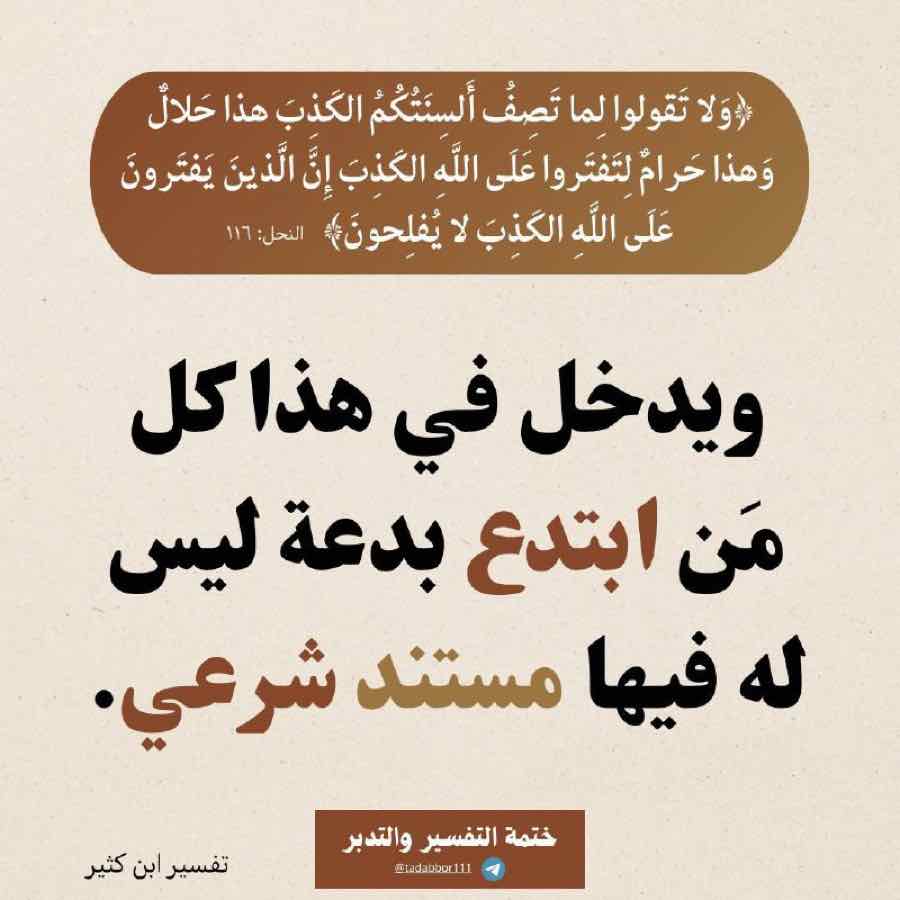 ﴿وَلا تَقولوا لِما تَصِفُ أَلسِنَتُكُمُ الكَذِبَ هذا حَلالٌ
وَهذا حَرامٌ لِتَفتَروا عَلَى اللَّهِ الكَذِبَ إِنَّ الَّذينَ يَفتَرونَ
عَلَى اللَّهِ الكَذِبَ لا يُفلِحونَ﴾ النحل: ١١٦
ويدخل في هذا كل
مَن ابتدع بدعة ليس
له فيها مستند شرعي.
ختمة التفسير والتدبر
@tadabbor111
تفسير ابن كثير